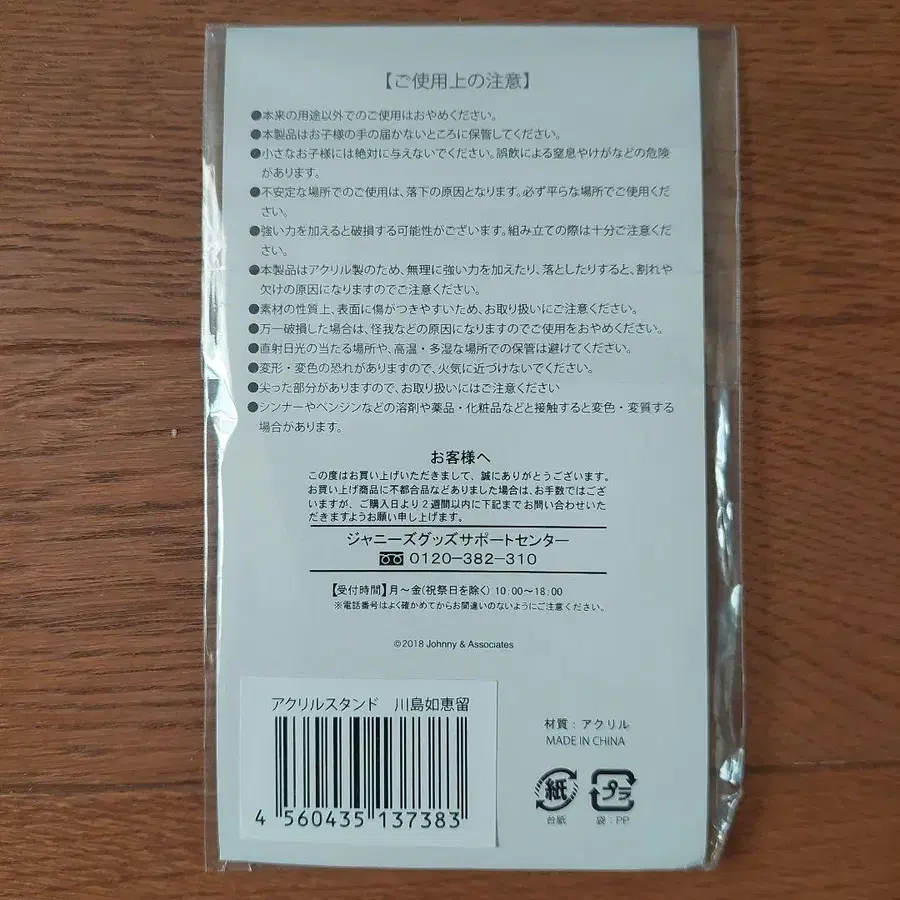 【ご使用上の注意】
●本来の用途以外でのご使用はおやめください。
●本製品はお子様の手の届かないところに保管してください。
●小さなお子様には絶対に与えないでください。誤飲による窒息やけがなどの危険
があります。
●不安定な場所でのご使用は、落下の原因となります。必ず平らな場所でご使用くだ
さい。
●強い力を加えると破損する可能性がございます。組み立ての際は十分ご注意くだ
さい。
●本製品はアクリル製のため、無理に強い力を加えたり、落としたりすると、割れや
欠けの原因になりますのでご注意ください。
●素材の性質上、表面に傷がつきやすいため、お取り扱いにご注意ください。
●万一破損した場合は、怪我などの原因になりますのでご使用をおやめください。
●直射日光の当たる場所や、高温・多湿な場所での保管は避けてください。
●変形・変色の恐れがありますので、火気に近づけないでください。
●尖った部分がありますので、お取り扱いにはご注意ください
●シンナーやベンジンなどの溶剤や薬品・化粧品などと接触すると変色・変質する
場合があります。
お客様へ
この度はお買い上げいただきまして、誠にありがとうございます。
お買い上げ商品に不都合品などありました場合は、お手数ではござ
いますが、ご購入日より2週間以内に下記までお問い合わせいた
だきますようお願い申し上げます。
ジャニーズグッズサポートセンター
0120-382-310
【受付時間】月〜金(祝祭日を除く) 10:00〜18:00
※電話番号はよく確かめてからお間違いのないようにご注意ください。
©2018 Johnny & Associates
アクリルスタンド 川島如恵留
4 560435 137383
材質：アクリル
MADE IN CHINA
紙
台紙
プラ
袋：PP